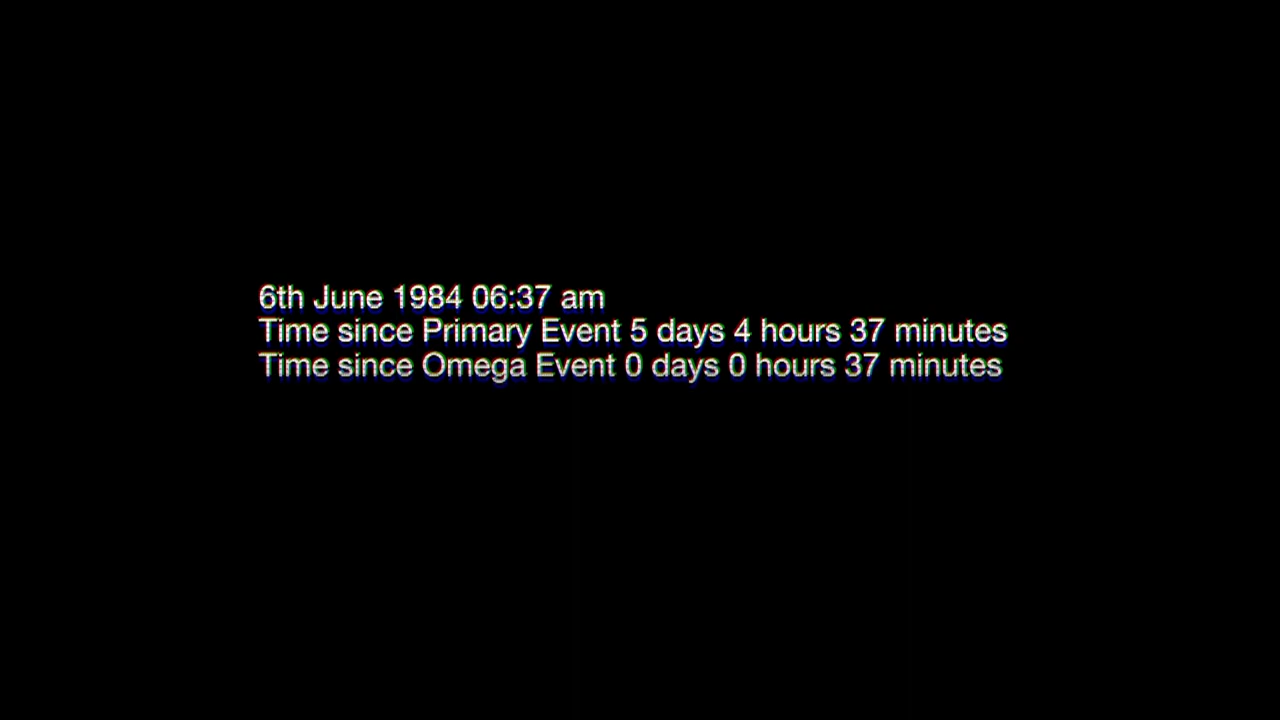 6th June 1984 06:37 am
Time since Primary Event 5 days 4 hours 37 minutes
Time since Omega Event 0 days 0 hours 37 minutes